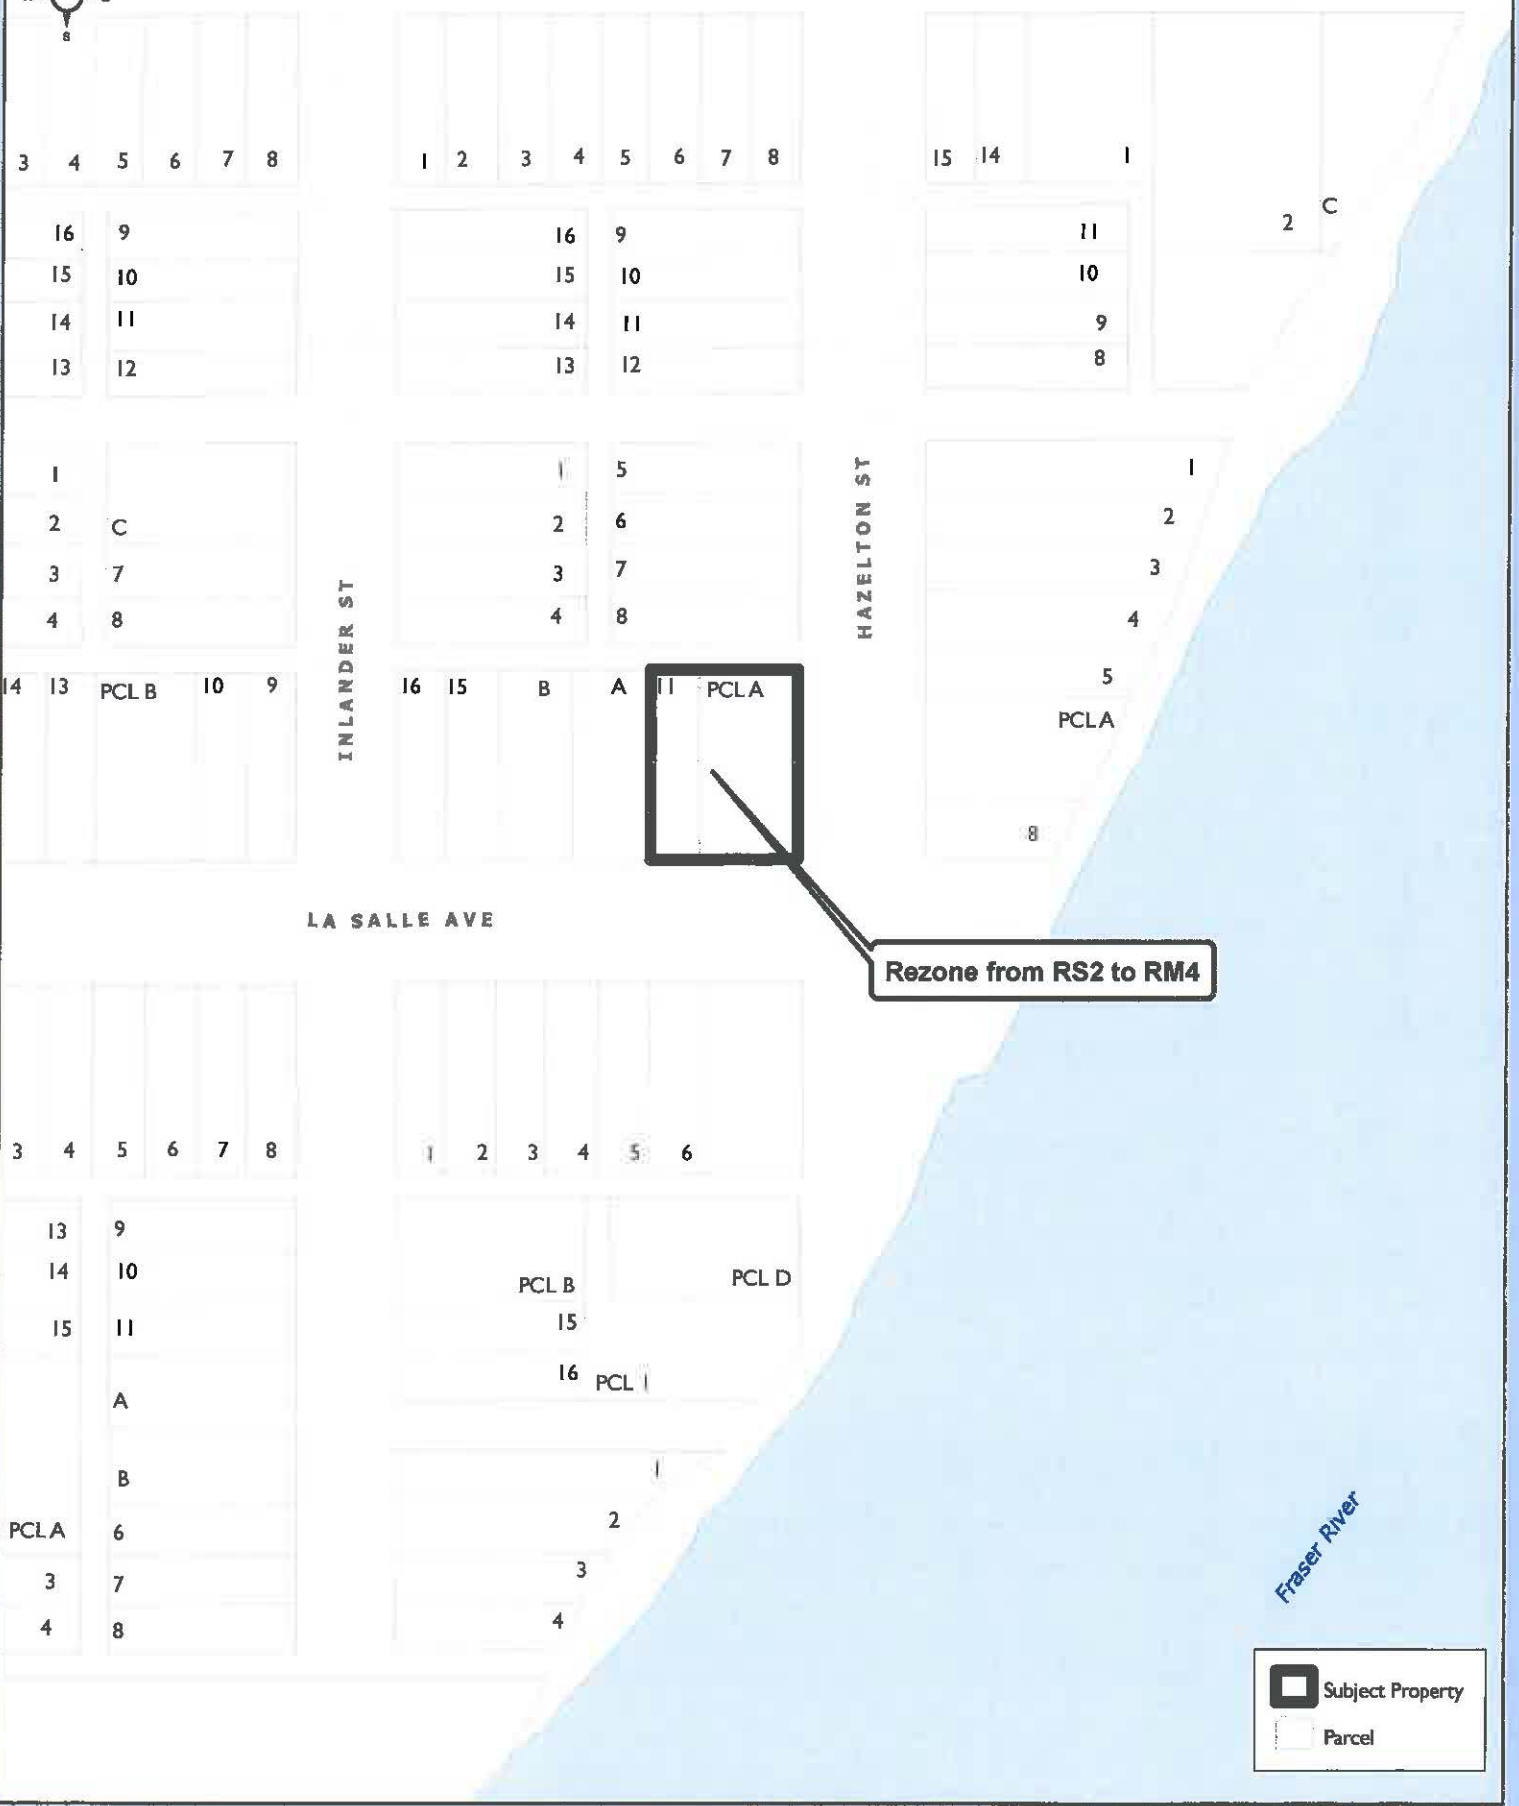 S
3 4 5 6 7 8 1 2 3 4 5 6 7 8 15 14 1
2 C
16 9 16 9 11
15 10 15 10 10
14 11 14 11 9
13 12 13 12 8
1 1 5 1
2 C 2 6 2
3 7 3 7 3
4 8 4 8 4
INLANDER ST
HAZELTON ST
14 13 PCL B 10 9 16 15 B A 11 PCL A 5
PCL A
8
LA SALLE AVE
Rezone from RS2 to RM4
3 4 5 6 7 8 1 2 3 4 5 6
13 9
14 10 PCL B PCL D
15 11 15
16 PCL 1
A
B 1
PCL A 6 2
3 7 3
4 8 4
Fraser River
Subject Property
Parcel